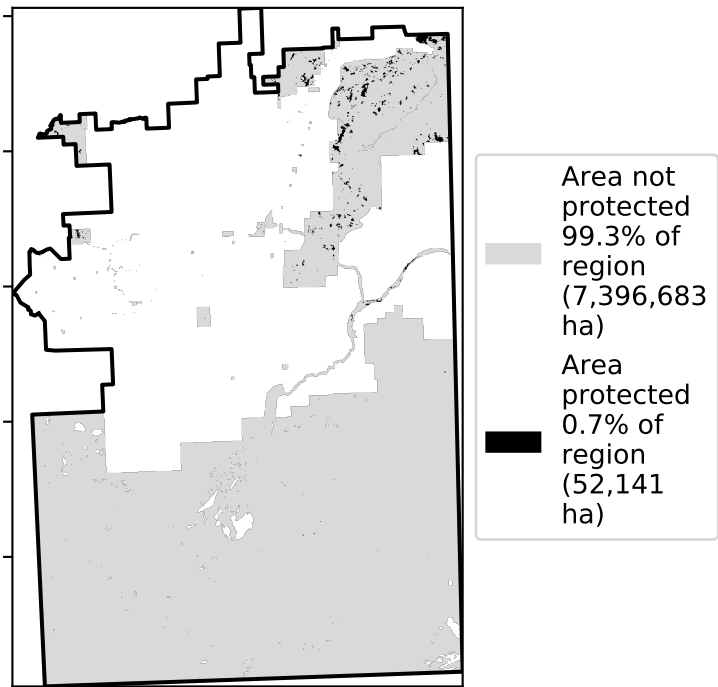 Area not
protected
99.3% of
region
(7,396,683
ha)
Area
protected
0.7% of
region
(52,141
ha)